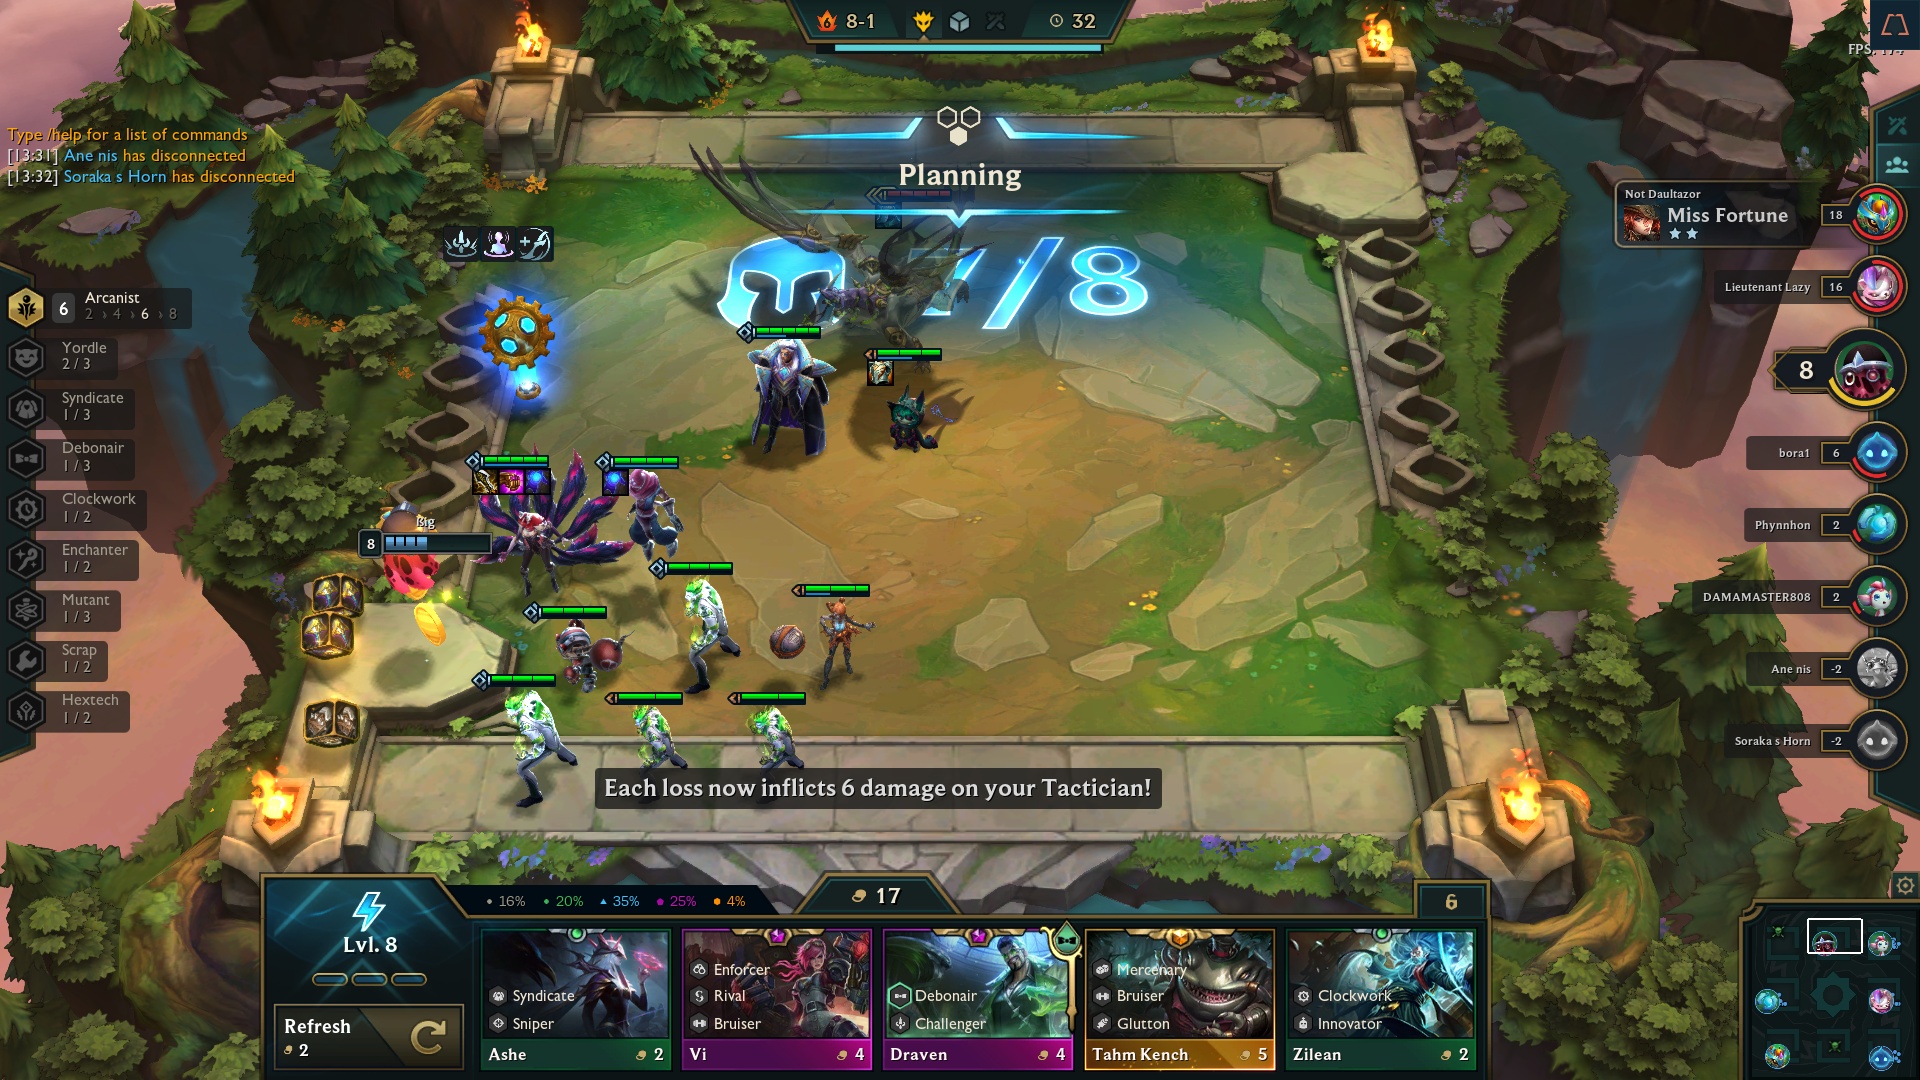 8-1
32
FPS: 174
Type /help for a list of commands
[13:31] Ane nis has disconnected
[13:32] Soraka s Horn has disconnected
Planning
/8
Not Daultazor
Miss Fortune
18
Lieutenant Lazy
16
8
bora1
6
Phynnhon
2
DAMAMASTER808
2
Ane nis
-2
Soraka s Horn
-2
6
Arcanist
2 › 4 › 6 › 8
Yordle
2 / 3
Syndicate
1 / 3
Debonair
1 / 3
Clockwork
1 / 2
Enchanter
1 / 2
Mutant
1 / 3
Scrap
1 / 2
Hextech
1 / 2
Big
8
Each loss now inflicts 6 damage on your Tactician!
16%
20%
35%
25%
4%
17
6
Lvl. 8
Refresh
2
Syndicate
Sniper
Ashe
2
Enforcer
Rival
Bruiser
Vi
4
Debonair
Challenger
Draven
4
Mercenary
Bruiser
Glutton
Tahm Kench
5
Clockwork
Innovator
Zilean
2